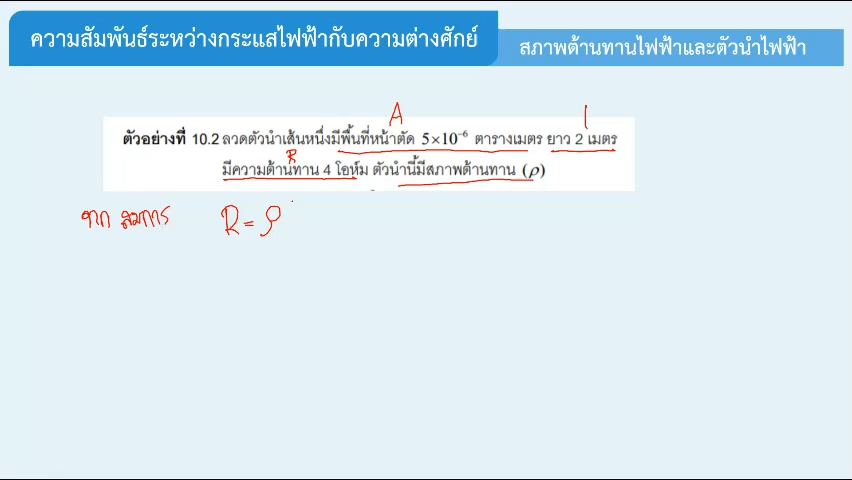 ความสัมพันธ์ระหว่างกระแสไฟฟ้ากับความต่างศักย์
สภาพต้านทานไฟฟ้าและตัวนำไฟฟ้า
A l
ตัวอย่างที่ 10.2 ลวดตัวนำเส้นหนึ่งมีพื้นที่หน้าตัด 5×10⁻⁶ ตารางเมตร ยาว 2 เมตร
R
มีความต้านทาน 4 โอห์ม ตัวนำนี้มีสภาพต้านทาน (ρ)
จาก สมการ R = ρ